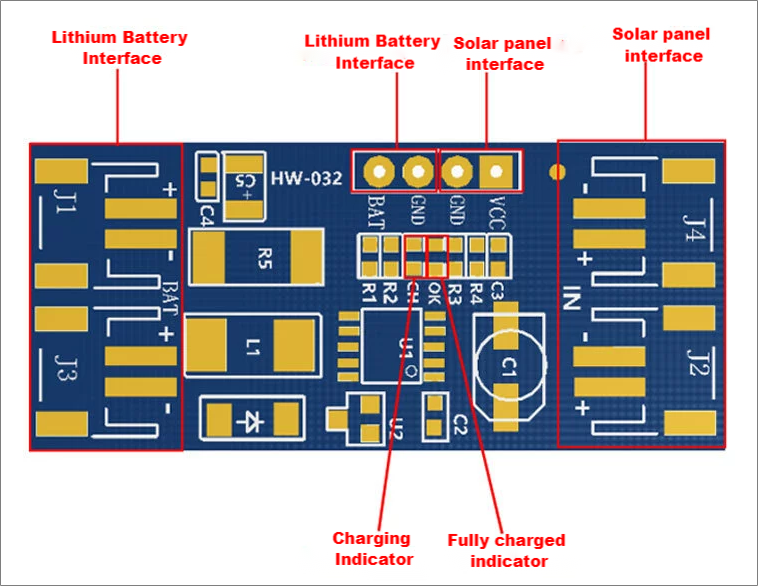 Lithium Battery
Interface
Lithium Battery
Interface
Solar panel
interface
Solar panel
interface
HW-032
C5
+
C4
J1
+
-
BAT
GND
GND
VCC
-
+
J4
R5
R1
R2
CH
OK
R3
R4
C3
BAT
IN
L1
U1
C1
J3
+
-
-
+
J2
U2
C2
Charging
Indicator
Fully charged
indicator